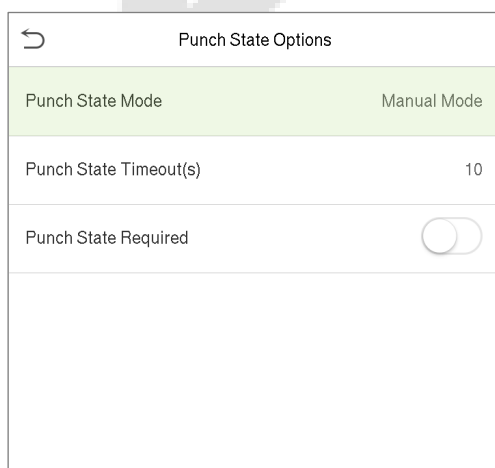 Punch State Options
Punch State Mode Manual Mode
Punch State Timeout(s) 10
Punch State Required